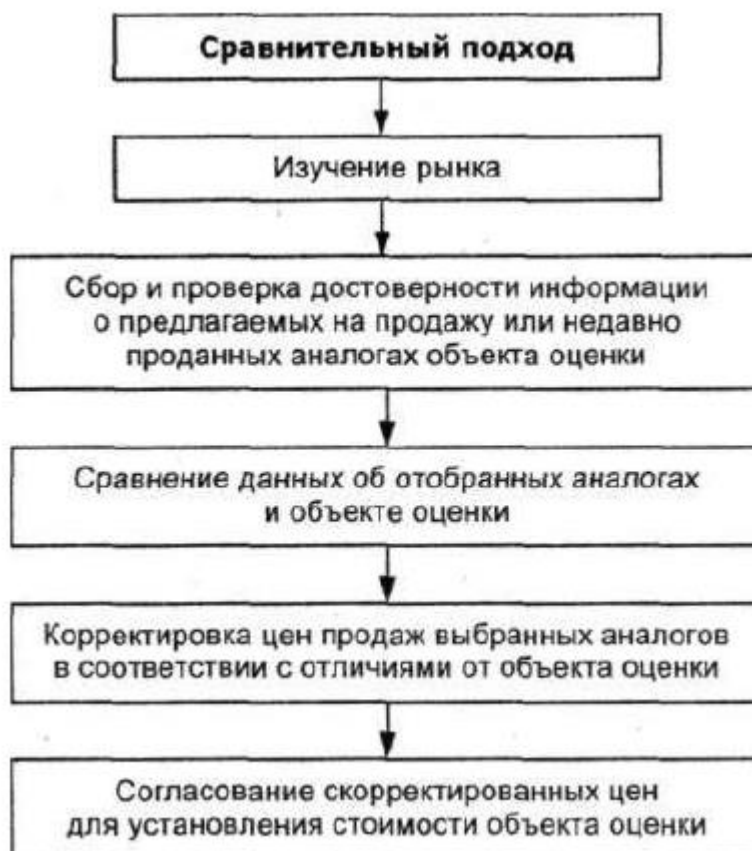 Сравнительный подход
Изучение рынка
Сбор и проверка достоверности информации
о предлагаемых на продажу или недавно
проданных аналогах объекта оценки
Сравнение данных об отобранных аналогах
и объекте оценки
Корректировка цен продаж выбранных аналогов
в соответствии с отличиями от объекта оценки
Согласование скорректированных цен
для установления стоимости объекта оценки